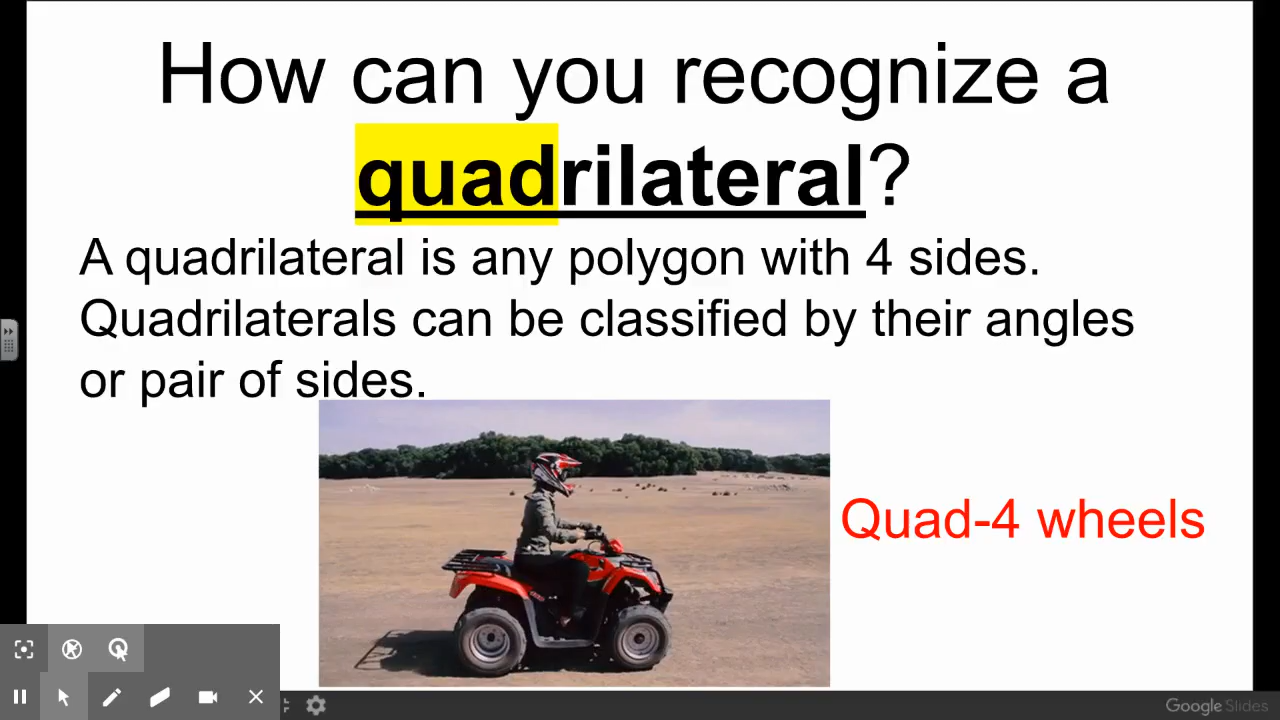 How can you recognize a
quadrilateral?
A quadrilateral is any polygon with 4 sides.
Quadrilaterals can be classified by their angles
or pair of sides.
Quad-4 wheels
Google Slides